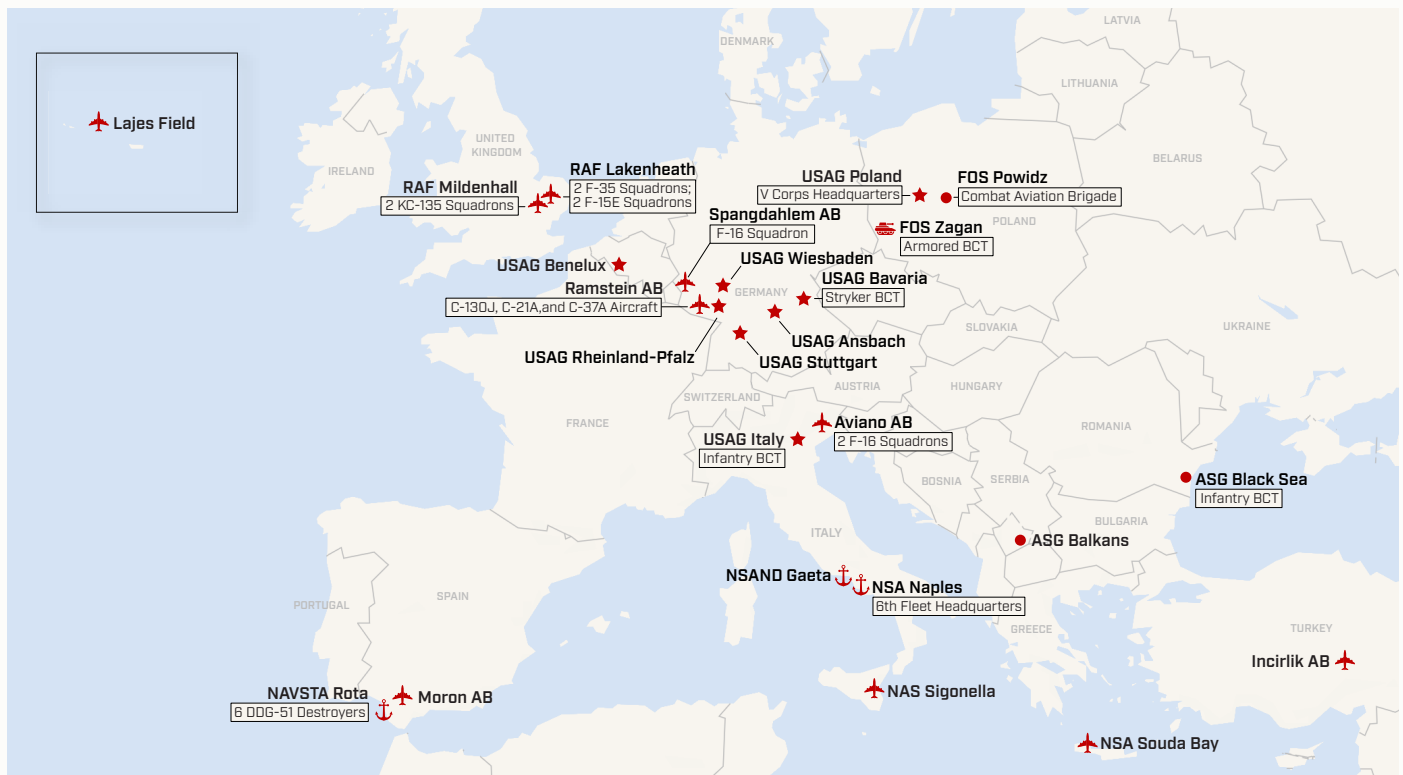 LATVIA
DENMARK
LITHUANIA
Lajes Field
UNITED
KINGDOM
BELARUS
IRELAND
RAF Lakenheath
2 F-35 Squadrons;
2 F-15E Squadrons
RAF Mildenhall
2 KC-135 Squadrons
USAG Poland
V Corps Headquarters
FOS Powidz
Combat Aviation Brigade
POLAND
Spangdahlem AB
F-16 Squadron
FOS Zagan
Armored BCT
USAG Benelux
USAG Wiesbaden
USAG Bavaria
Stryker BCT
Ramstein AB
C-130J, C-21A,and C-37A Aircraft
GERMANY
SLOVAKIA
UKRAINE
USAG Ansbach
USAG Rheinland-Pfalz
USAG Stuttgart
AUSTRIA
HUNGARY
SWITZERLAND
FRANCE
Aviano AB
2 F-16 Squadrons
ROMANIA
USAG Italy
Infantry BCT
BOSNIA
SERBIA
ASG Black Sea
Infantry BCT
BULGARIA
ITALY
ASG Balkans
NSAND Gaeta
NSA Naples
6th Fleet Headquarters
SPAIN
PORTUGAL
GREECE
TURKEY
Incirlik AB
NAVSTA Rota
6 DDG-51 Destroyers
Moron AB
NAS Sigonella
NSA Souda Bay